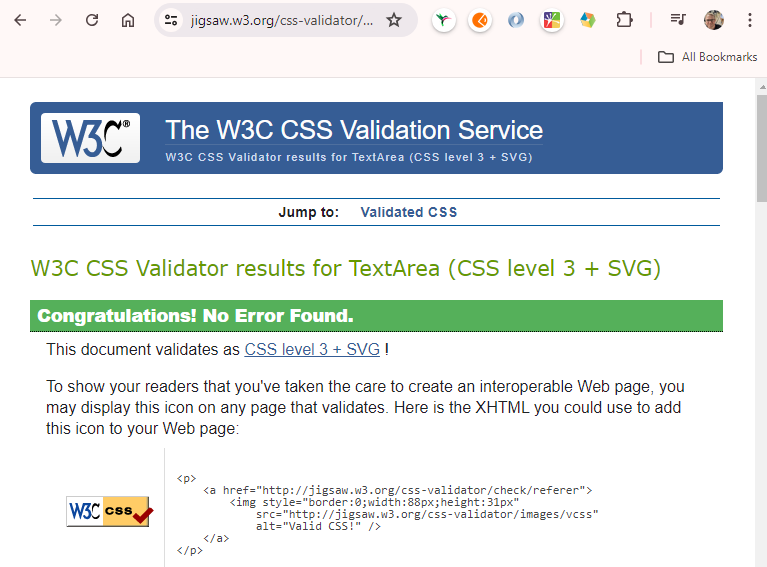 jigsaw.w3.org/css-validator/...
All Bookmarks
W3C®
The W3C CSS Validation Service
W3C CSS Validator results for TextArea (CSS level 3 + SVG)
Jump to: Validated CSS
W3C CSS Validator results for TextArea (CSS level 3 + SVG)
Congratulations! No Error Found.
This document validates as CSS level 3 + SVG !
To show your readers that you've taken the care to create an interoperable Web page, you
may display this icon on any page that validates. Here is the XHTML you could use to add
this icon to your Web page:
W3C css
<p>
    <a href="http://jigsaw.w3.org/css-validator/check/referer">
        <img style="border:0;width:88px;height:31px"
            src="http://jigsaw.w3.org/css-validator/images/vcss"
            alt="Valid CSS!" />
    </a>
</p>